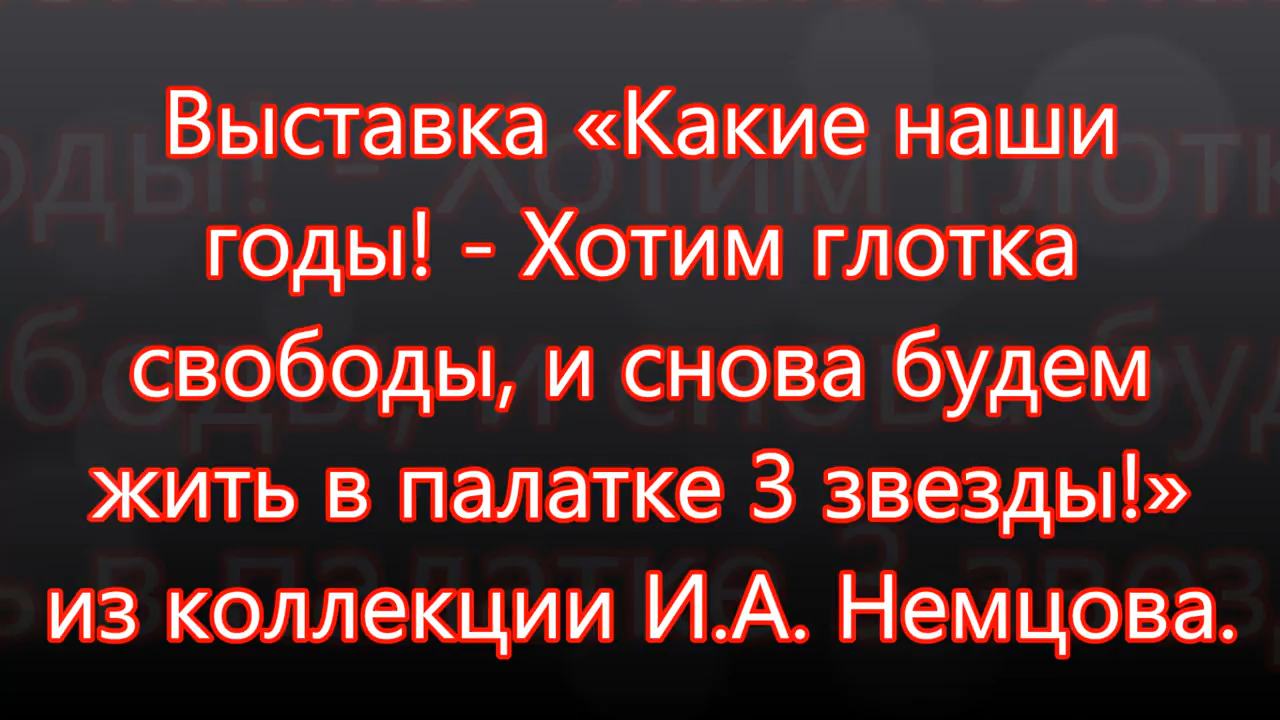 Выставка «Какие наши
годы! - Хотим глотка
свободы, и снова будем
жить в палатке 3 звезды!»
из коллекции И.А. Немцова.